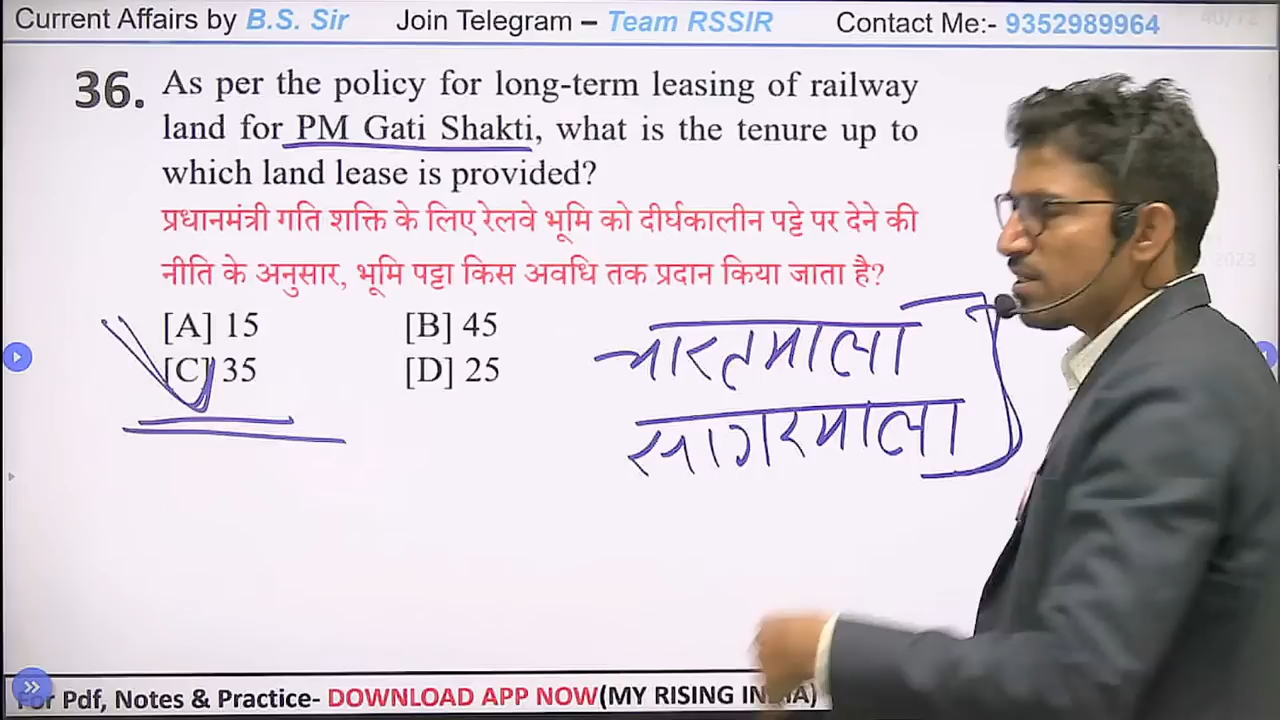 Current Affairs by B.S. Sir Join Telegram – Team RSSIR Contact Me:- 9352989964
36. As per the policy for long-term leasing of railway
land for PM Gati Shakti, what is the tenure up to
which land lease is provided?
प्रधानमंत्री गति शक्ति के लिए रेलवे भूमि को दीर्घकालीन पट्टे पर देने की
नीति के अनुसार, भूमि पट्टा किस अवधि तक प्रदान किया जाता है?
[A] 15 [B] 45
[C] 35 [D] 25
भारतमाला
सागरमाला
For Pdf, Notes & Practice- DOWNLOAD APP NOW(MY RISING INDIA)